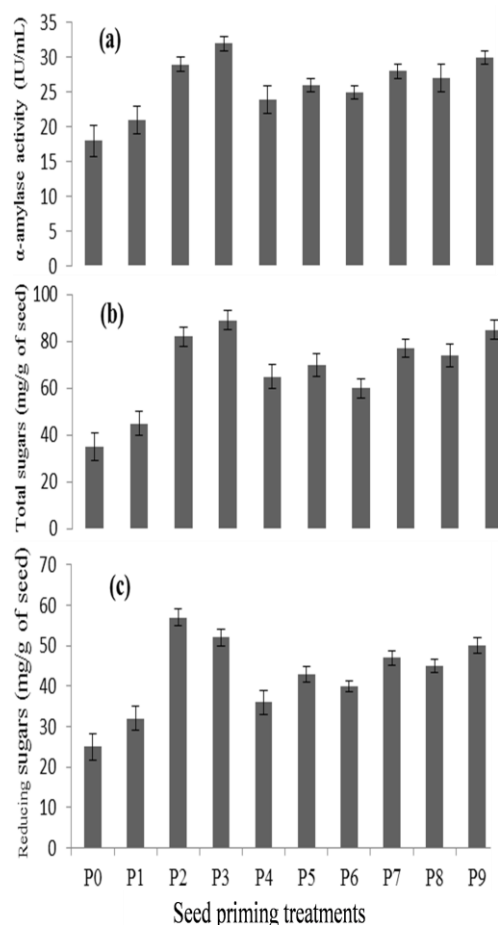 (a)
α-amylase activity (IU/mL)
35
30
25
20
15
10
5
0
(b)
Total sugars (mg/g of seed)
100
80
60
40
20
0
(c)
Reducing sugars (mg/g of seed)
70
60
50
40
30
20
10
0
P0 P1 P2 P3 P4 P5 P6 P7 P8 P9
Seed priming treatments